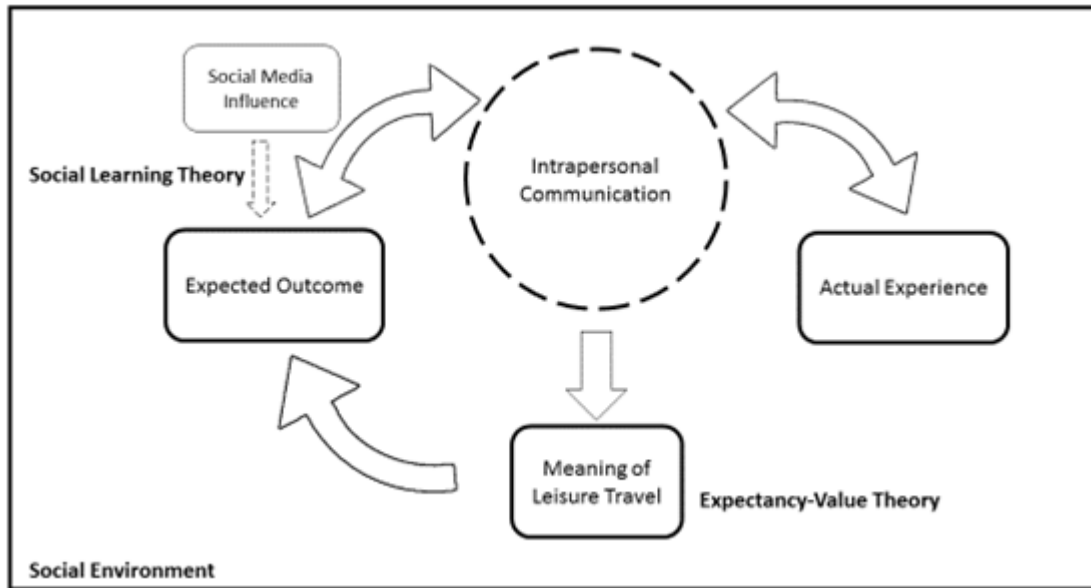 Social Media
Influence
Social Learning Theory
Intrapersonal
Communication
Expected Outcome
Actual Experience
Meaning of
Leisure Travel
Expectancy-Value Theory
Social Environment